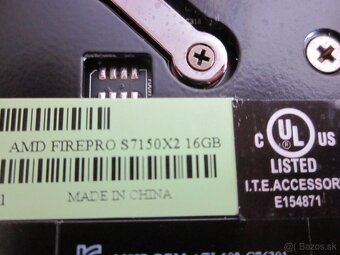 AMD FIREPRO S7150X2 16GB
MADE IN CHINA
C UL US
LISTED
I.T.E.ACCESSOR
E154871
Bazos.sk